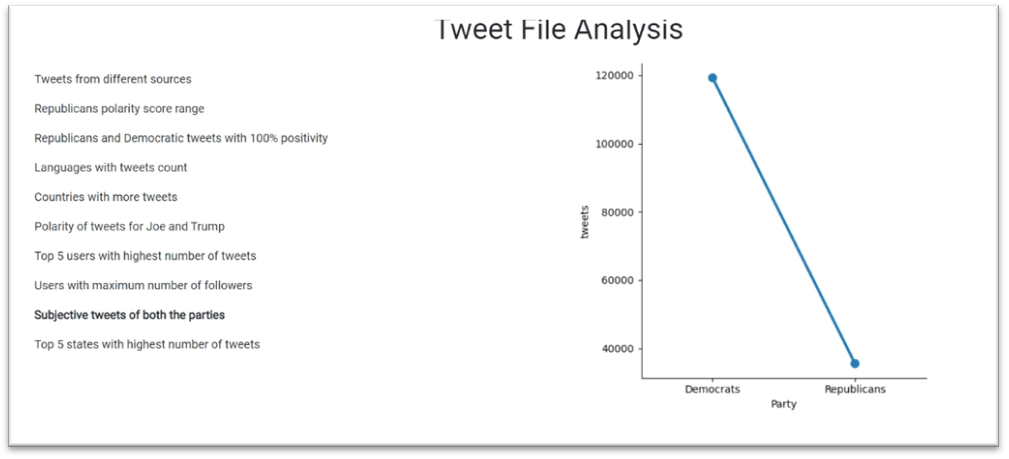 Tweet File Analysis
Tweets from different sources
Republicans polarity score range
Republicans and Democratic tweets with 100% positivity
Languages with tweets count
Countries with more tweets
Polarity of tweets for Joe and Trump
Top 5 users with highest number of tweets
Users with maximum number of followers
Subjective tweets of both the parties
Top 5 states with highest number of tweets
120000
100000
80000
60000
40000
tweets
Democrats Republicans
Party